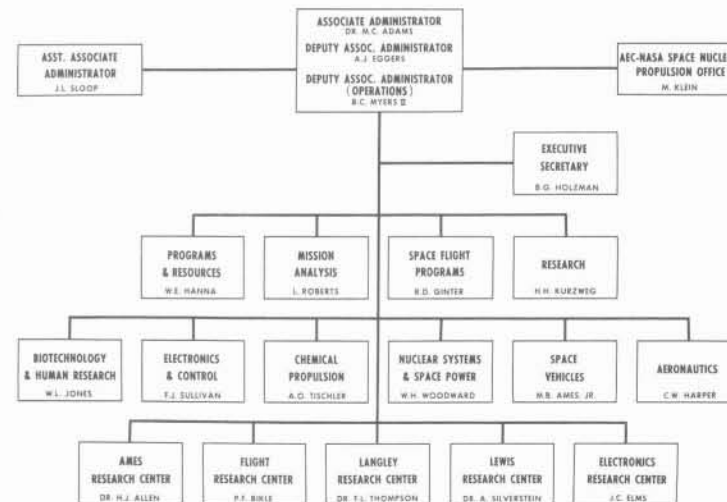 ASSOCIATE ADMINISTRATOR
DR. M.C. ADAMS
DEPUTY ASSOC. ADMINISTRATOR
A.J. EGGERS
DEPUTY ASSOC. ADMINISTRATOR
(OPERATIONS)
B.C. MYERS II
ASST. ASSOCIATE
ADMINISTRATOR
J.L. SLOOP
AEC-NASA SPACE NUCLE
PROPULSION OFFICE
M. KLEIN
EXECUTIVE
SECRETARY
B.G. HOLZMAN
PROGRAMS
& RESOURCES
W.E. HANNA
MISSION
ANALYSIS
L. ROBERTS
SPACE FLIGHT
PROGRAMS
R.D. GINTER
RESEARCH
H.H. KURZWEG
BIOTECHNOLOGY
& HUMAN RESEARCH
W.L. JONES
ELECTRONICS
& CONTROL
F.J. SULLIVAN
CHEMICAL
PROPULSION
A.O. TISCHLER
NUCLEAR SYSTEMS
& SPACE POWER
W.H. WOODWARD
SPACE
VEHICLES
M.B. AMES, JR.
AERONAUTICS
C.W. HARPER
AMES
RESEARCH CENTER
DR. H.J. ALLEN
FLIGHT
RESEARCH CENTER
P.F. BIKLE
LANGLEY
RESEARCH CENTER
DR. F.L. THOMPSON
LEWIS
RESEARCH CENTER
DR. A. SILVERSTEIN
ELECTRONICS
RESEARCH CENTER
J.C. ELMS